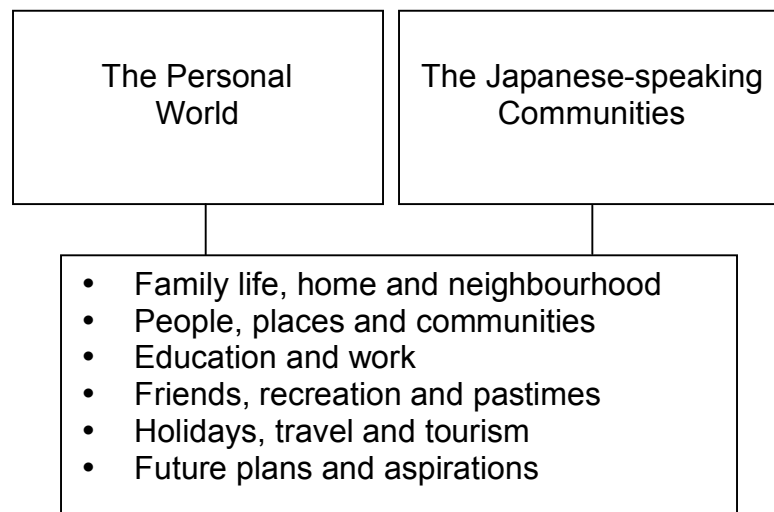 The Personal
World
The Japanese-speaking
Communities
• Family life, home and neighbourhood
• People, places and communities
• Education and work
• Friends, recreation and pastimes
• Holidays, travel and tourism
• Future plans and aspirations